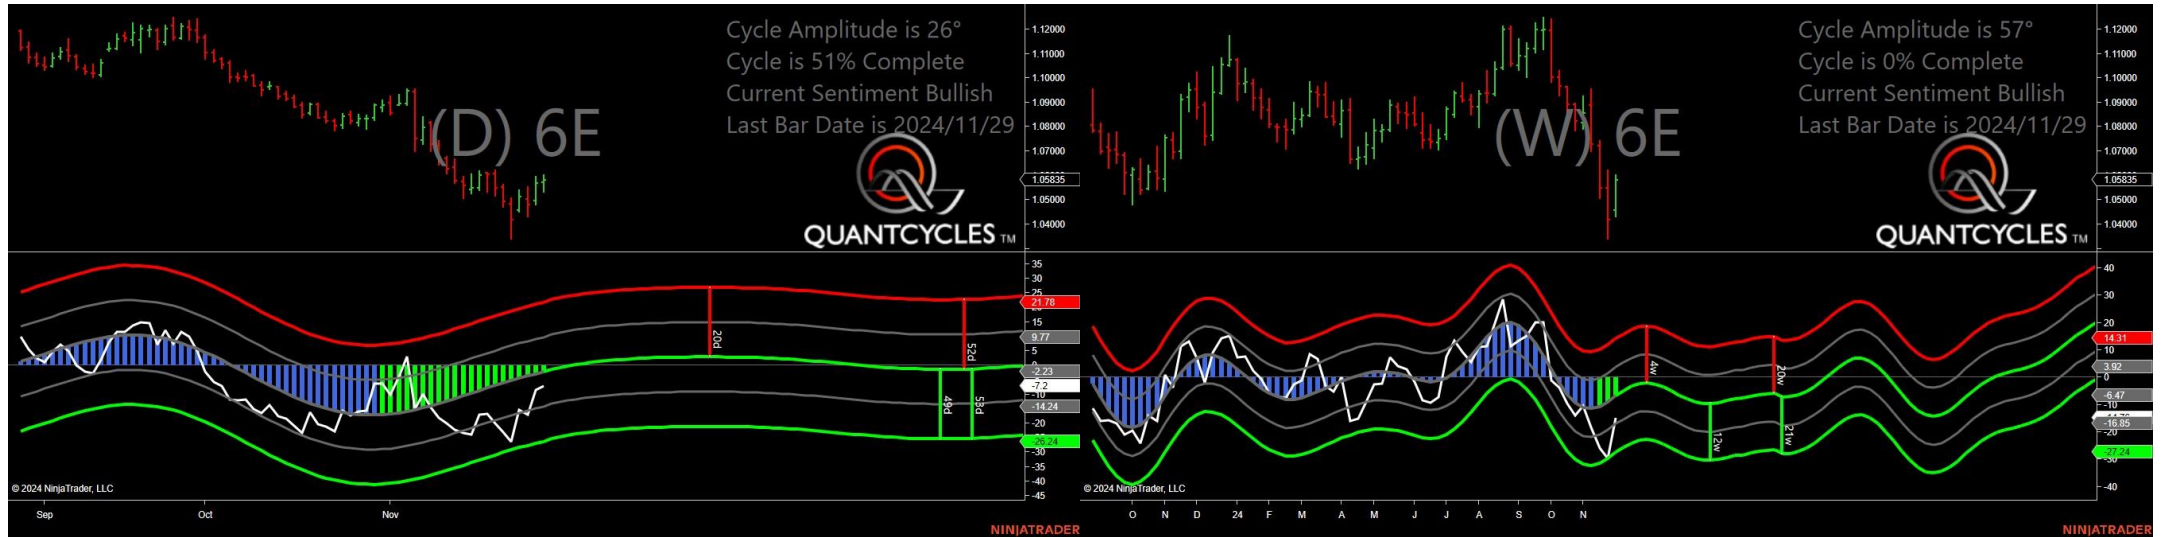 Cycle Amplitude is 26°
Cycle is 51% Complete
Current Sentiment Bullish
Last Bar Date is 2024/11/29
(D) 6E
QUANTCYCLES TM
1.12000
1.11000
1.10000
1.09000
1.08000
1.07000
1.05835
1.05000
1.04000
35
30
25
21.78
15
9.77
5
0
-2.23
-7.2
-10
-14.24
-20
-26.24
-30
-35
-40
-45
20d
52d
49d
53d
© 2024 NinjaTrader, LLC
Sep
Oct
Nov
NINJATRADER
Cycle Amplitude is 57°
Cycle is 0% Complete
Current Sentiment Bullish
Last Bar Date is 2024/11/29
(W) 6E
QUANTCYCLES TM
1.12000
1.11000
1.10000
1.09000
1.08000
1.07000
1.05835
1.05000
1.04000
40
30
20
14.31
10
3.92
0
-6.47
-10
-16.85
-20
-27.24
-30
-40
4w
20w
12w
21w
© 2024 NinjaTrader, LLC
O N D 24 F M A M J J A S O N
NINJATRADER